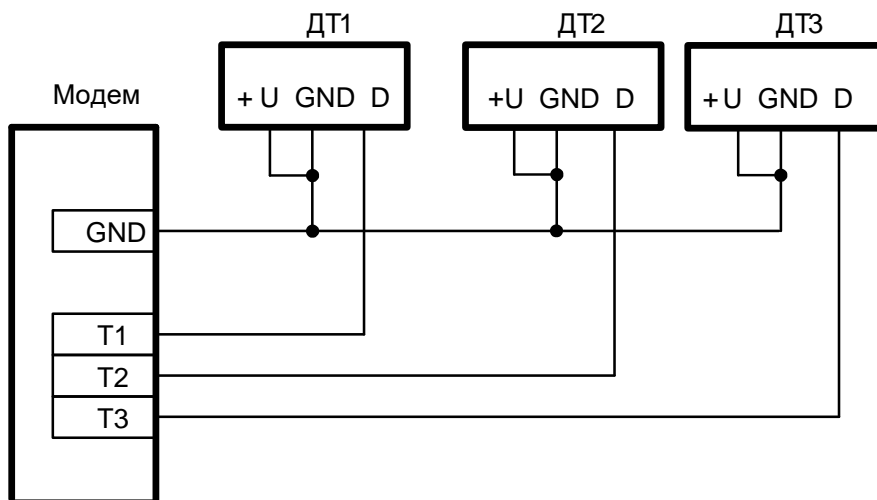 ДТ1
ДТ2
ДТ3
Модем
+ U GND D
+U GND D
+U GND D
GND
T1
T2
T3